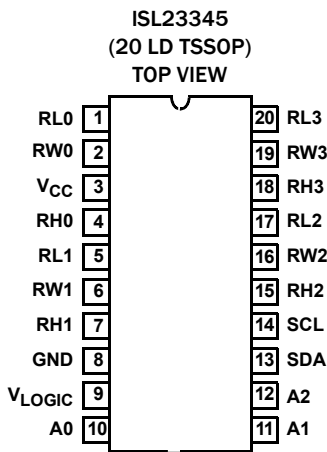 ISL23345
(20 LD TSSOP)
TOP VIEW
RL0 1 20 RL3
RW0 2 19 RW3
VCC 3 18 RH3
RH0 4 17 RL2
RL1 5 16 RW2
RW1 6 15 RH2
RH1 7 14 SCL
GND 8 13 SDA
VLOGIC 9 12 A2
A0 10 11 A1